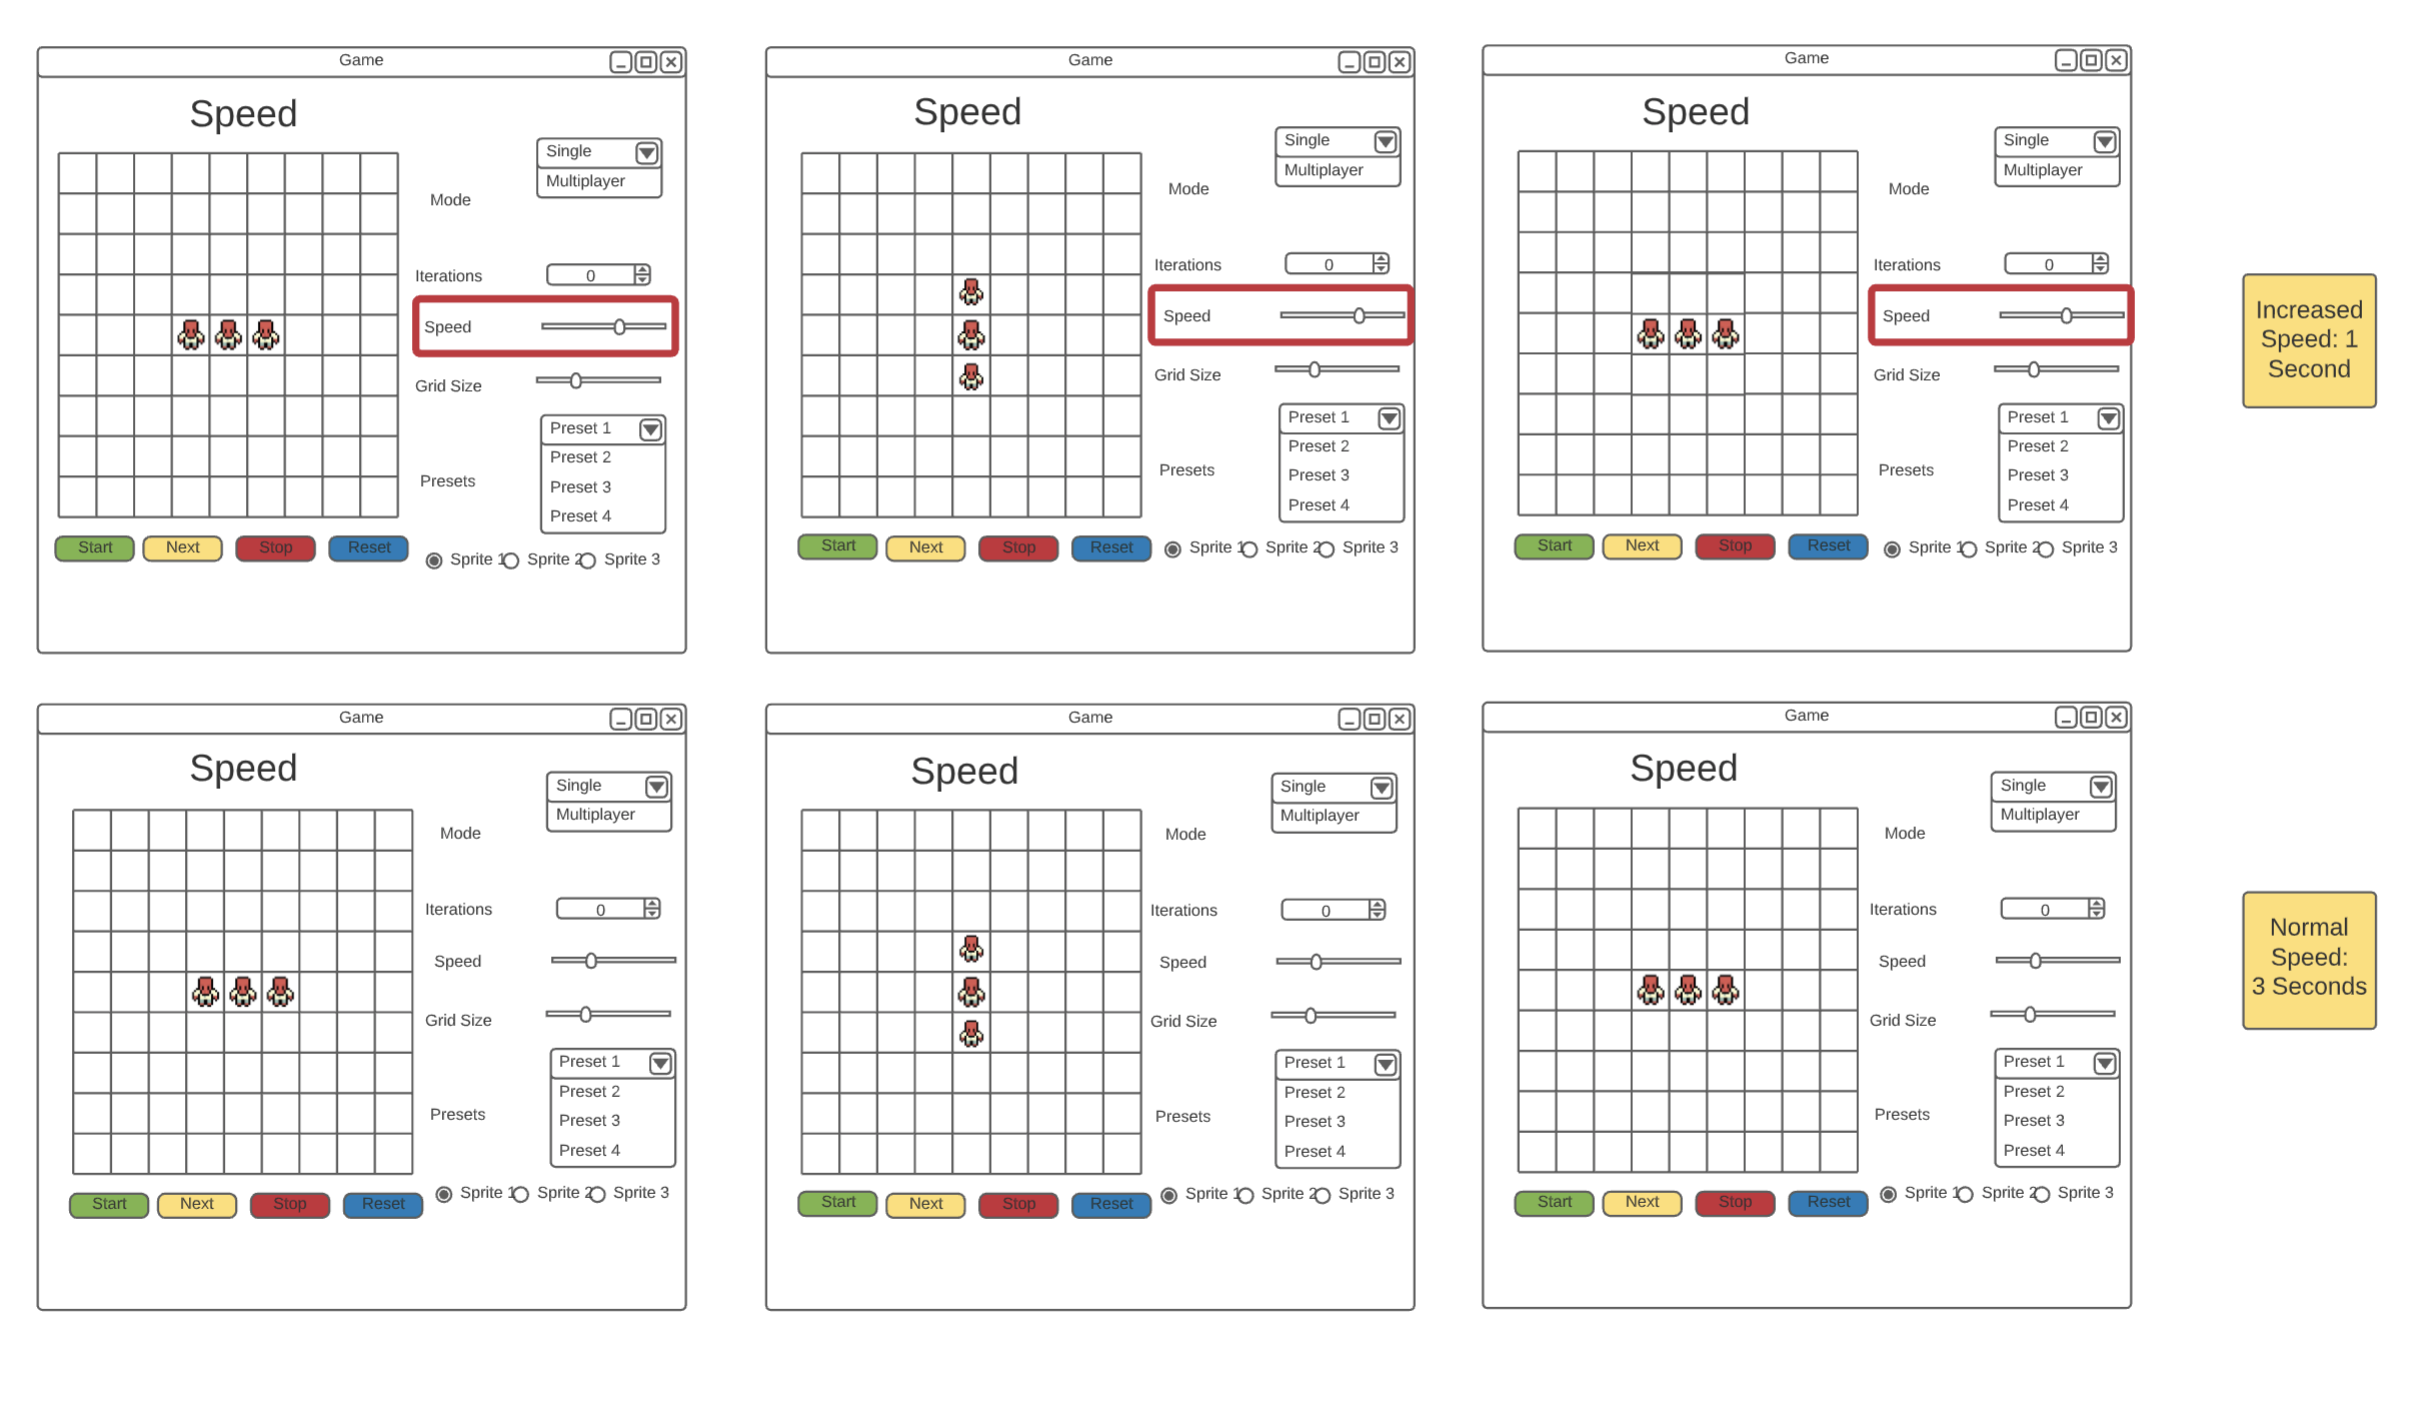 Game
Speed
Single
Multiplayer
Mode
Iterations 0
Speed
Grid Size
Preset 1
Preset 2
Preset 3
Preset 4
Presets
Start Next Stop Reset
Sprite 1 Sprite 2 Sprite 3
Game
Speed
Single
Multiplayer
Mode
Iterations 0
Speed
Grid Size
Preset 1
Preset 2
Preset 3
Preset 4
Presets
Start Next Stop Reset
Sprite 1 Sprite 2 Sprite 3
Game
Speed
Single
Multiplayer
Mode
Iterations 0
Speed
Grid Size
Preset 1
Preset 2
Preset 3
Preset 4
Presets
Start Next Stop Reset
Sprite 1 Sprite 2 Sprite 3
Increased
Speed: 1
Second
Game
Speed
Single
Multiplayer
Mode
Iterations 0
Speed
Grid Size
Preset 1
Preset 2
Preset 3
Preset 4
Presets
Start Next Stop Reset
Sprite 1 Sprite 2 Sprite 3
Game
Speed
Single
Multiplayer
Mode
Iterations 0
Speed
Grid Size
Preset 1
Preset 2
Preset 3
Preset 4
Presets
Start Next Stop Reset
Sprite 1 Sprite 2 Sprite 3
Game
Speed
Single
Multiplayer
Mode
Iterations 0
Speed
Grid Size
Preset 1
Preset 2
Preset 3
Preset 4
Presets
Start Next Stop Reset
Sprite 1 Sprite 2 Sprite 3
Normal
Speed:
3 Seconds